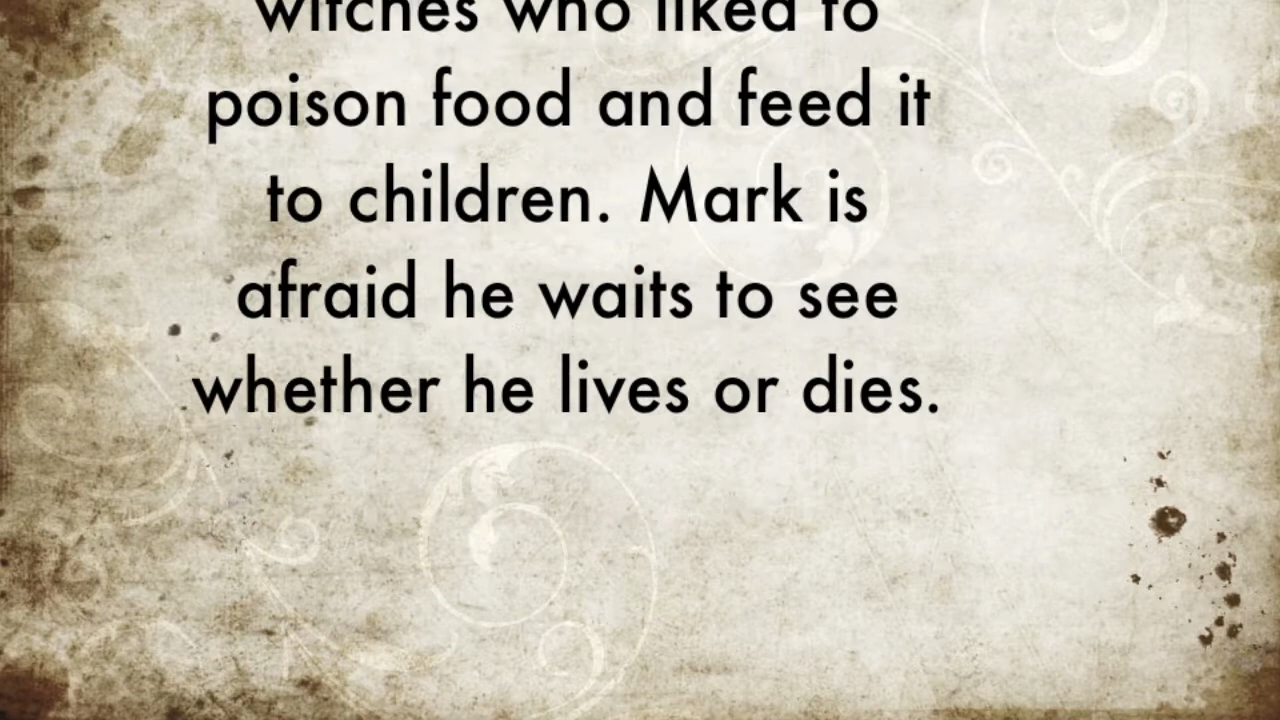 witches who liked to
poison food and feed it
to children. Mark is
afraid he waits to see
whether he lives or dies.